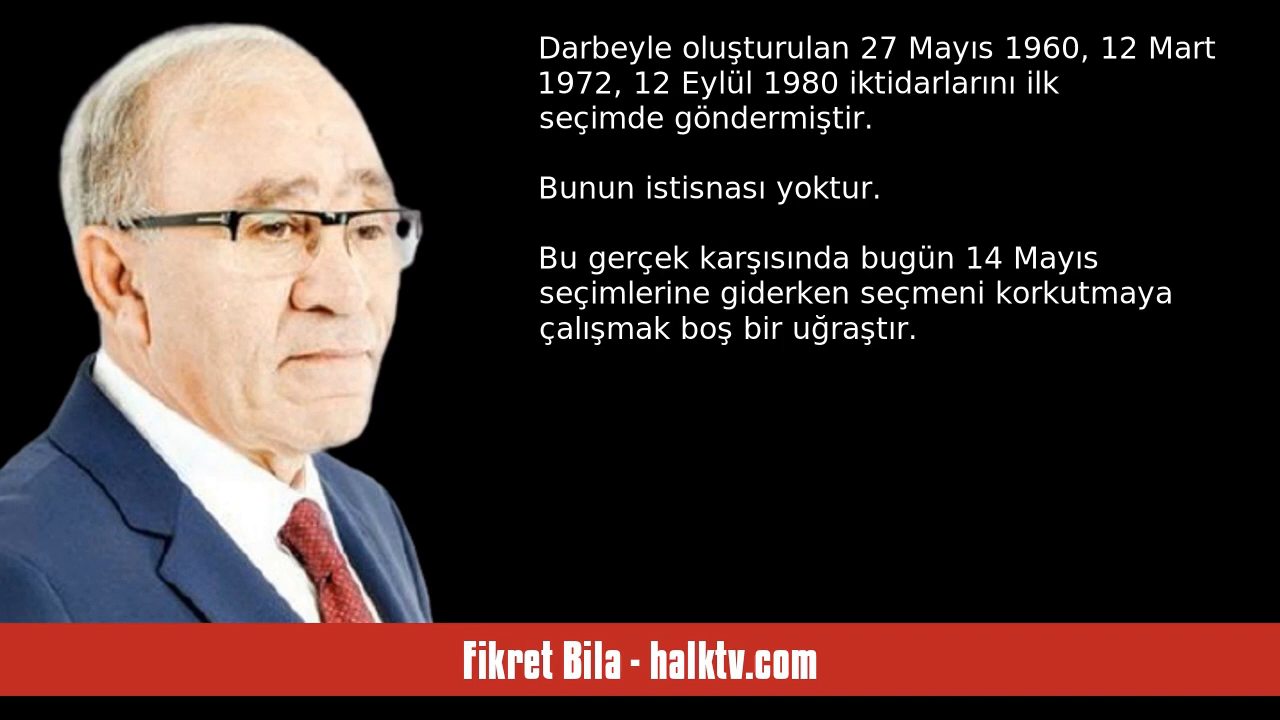 Darbeyle oluşturulan 27 Mayıs 1960, 12 Mart
1972, 12 Eylül 1980 iktidarlarını ilk
seçimde göndermiştir.
Bunun istisnası yoktur.
Bu gerçek karşısında bugün 14 Mayıs
seçimlerine giderken seçmeni korkutmaya
çalışmak boş bir uğraştır.
Fikret Bila - halktv.com